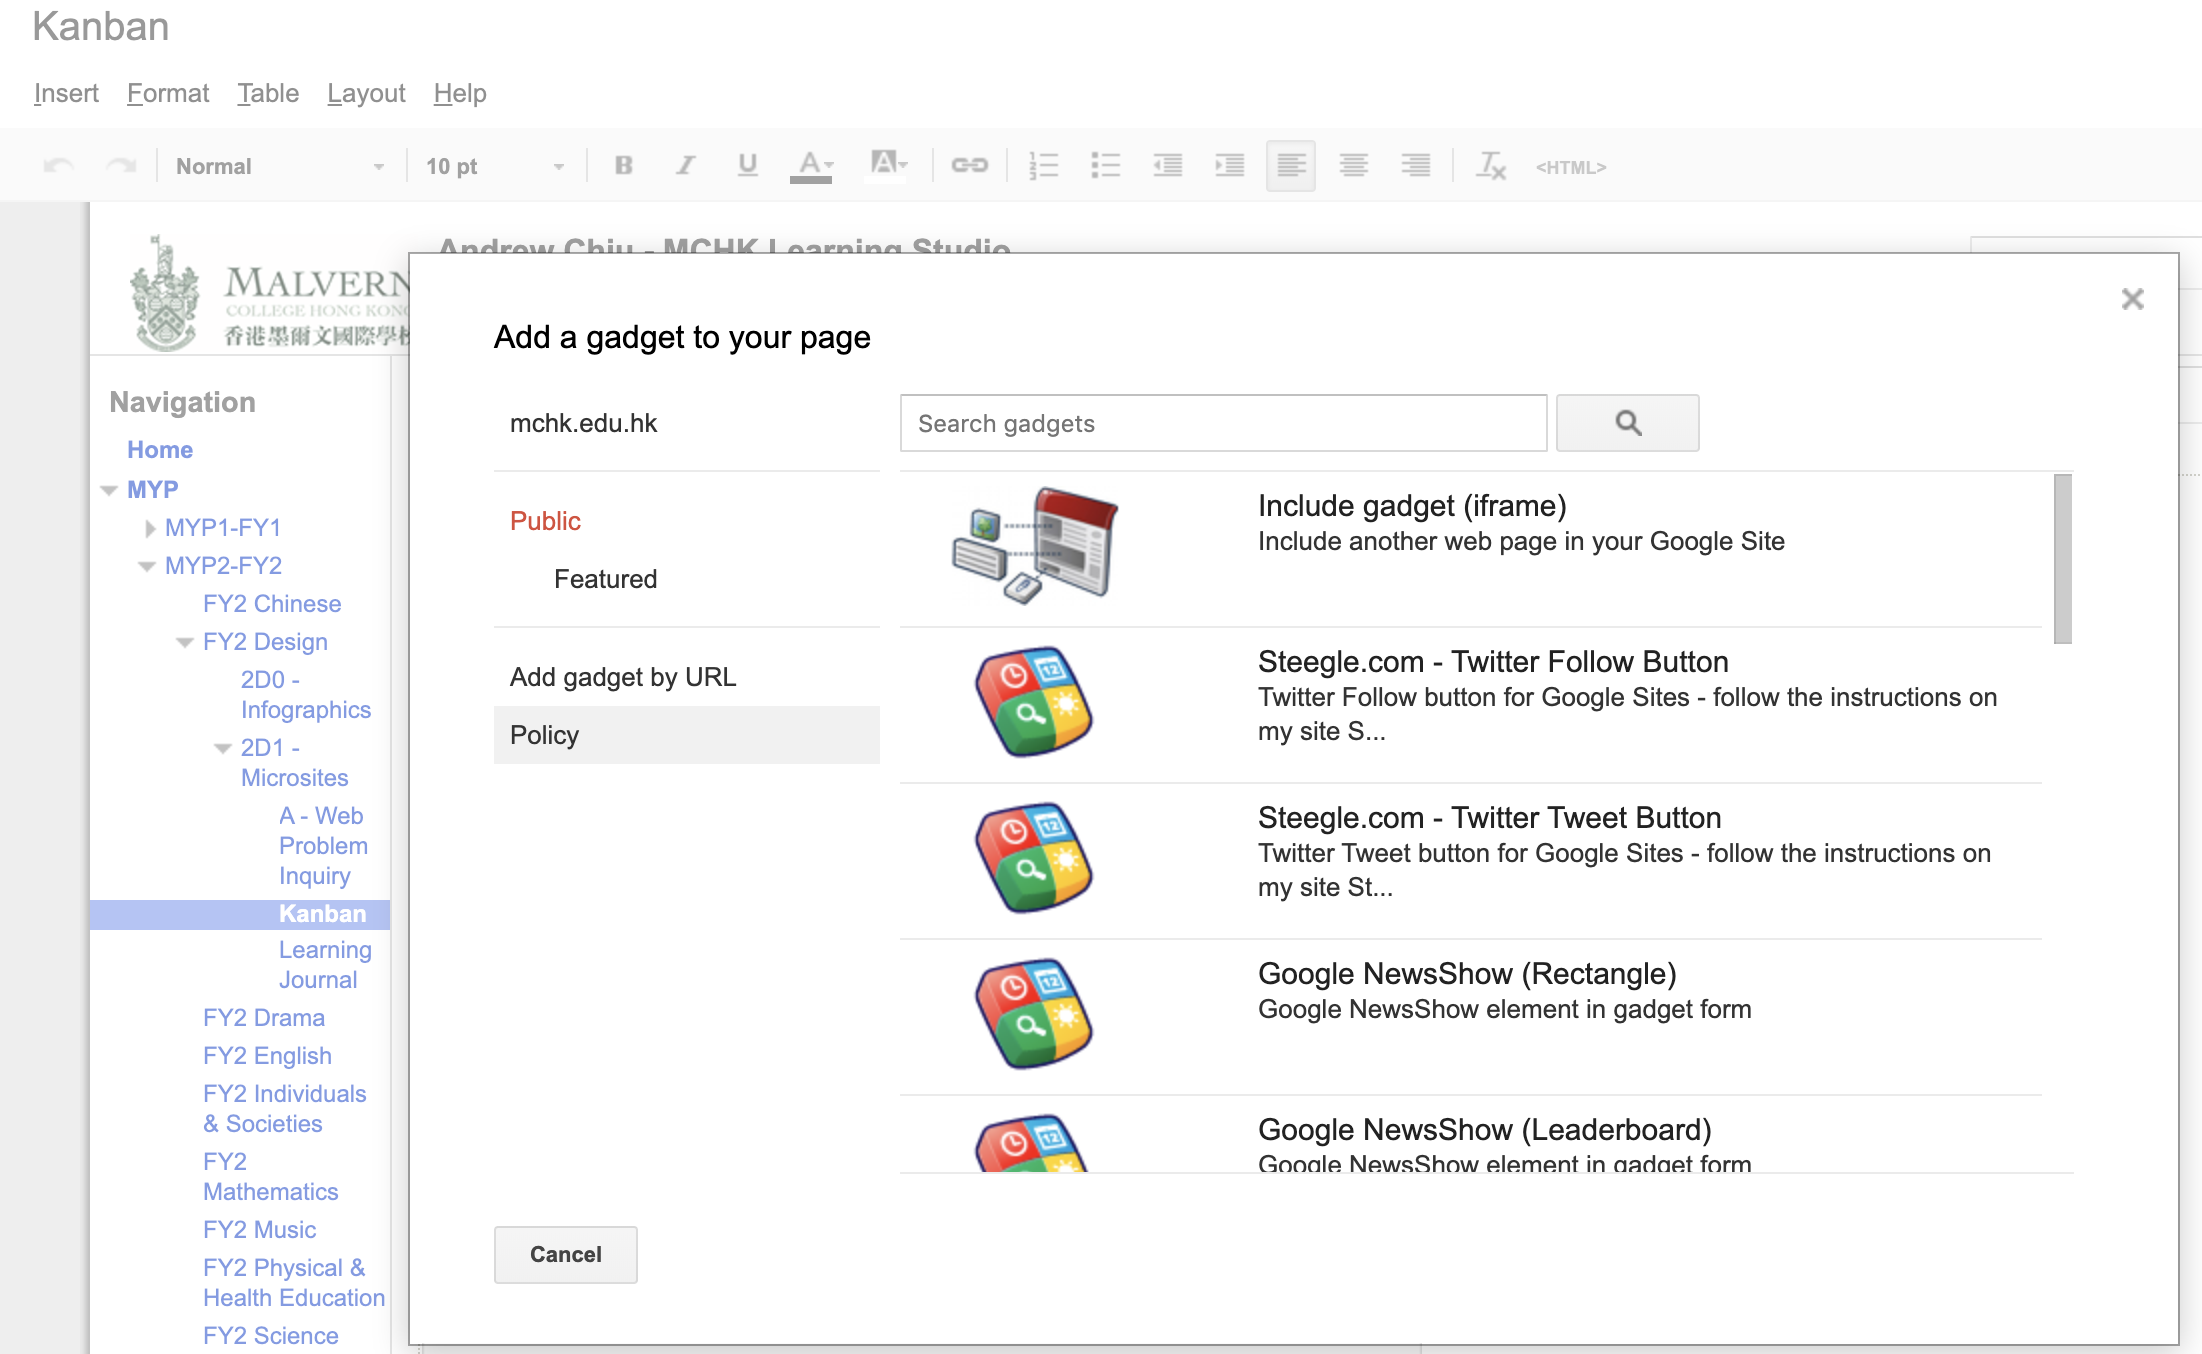 Kanban
Insert Format Table Layout Help
Normal 10 pt B I U A A <HTML>
Andrew Chiu - MCHK Learning Studio
MALVERN
COLLEGE HONG KONG
香港墨爾文國際學校
Navigation
Home
MYP
MYP1-FY1
MYP2-FY2
FY2 Chinese
FY2 Design
2D0 -
Infographics
2D1 -
Microsites
A - Web
Problem
Inquiry
Kanban
Learning
Journal
FY2 Drama
FY2 English
FY2 Individuals
& Societies
FY2
Mathematics
FY2 Music
FY2 Physical &
Health Education
FY2 Science
Add a gadget to your page
mchk.edu.hk
Public
Featured
Add gadget by URL
Policy
Search gadgets
Include gadget (iframe)
Include another web page in your Google Site
Steegle.com - Twitter Follow Button
Twitter Follow button for Google Sites - follow the instructions on
my site S...
Steegle.com - Twitter Tweet Button
Twitter Tweet button for Google Sites - follow the instructions on
my site St...
Google NewsShow (Rectangle)
Google NewsShow element in gadget form
Google NewsShow (Leaderboard)
Google NewsShow element in gadget form
Cancel